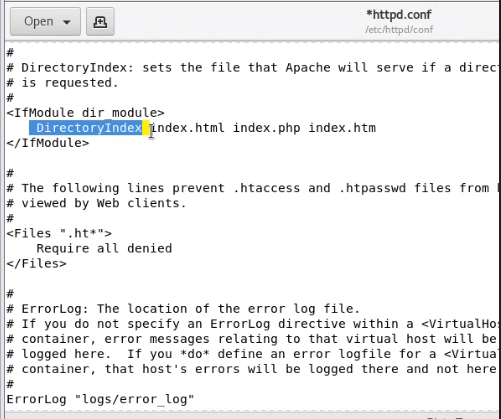 Open
*httpd.conf
/etc/httpd/conf
#
# DirectoryIndex: sets the file that Apache will serve if a direct
# is requested.
#
<IfModule dir_module>
    DirectoryIndex index.html index.php index.htm
</IfModule>
#
# The following lines prevent .htaccess and .htpasswd files from
# viewed by Web clients.
#
<Files ".ht*">
    Require all denied
</Files>
#
# ErrorLog: The location of the error log file.
# If you do not specify an ErrorLog directive within a <VirtualHos
# container, error messages relating to that virtual host will be
# logged here.  If you *do* define an error logfile for a <Virtua
# container, that host's errors will be logged there and not here
#
ErrorLog "logs/error_log"